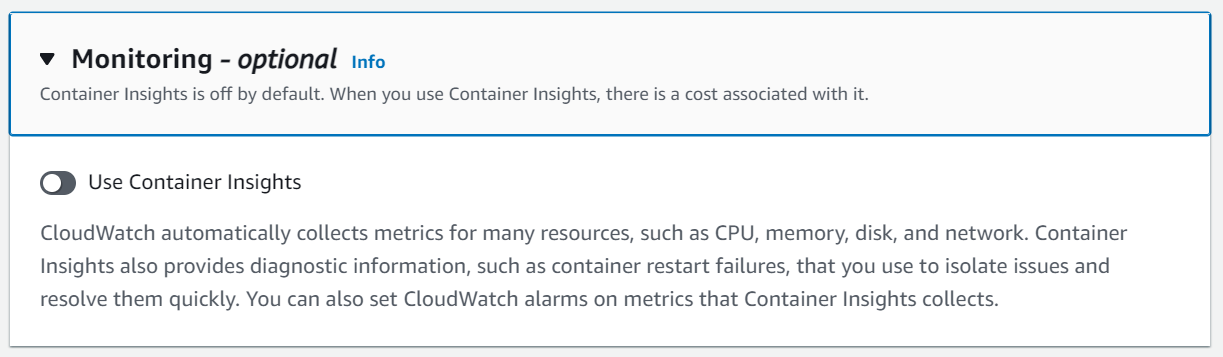 Monitoring - optional Info
Container Insights is off by default. When you use Container Insights, there is a cost associated with it.
Use Container Insights
CloudWatch automatically collects metrics for many resources, such as CPU, memory, disk, and network. Container
Insights also provides diagnostic information, such as container restart failures, that you use to isolate issues and
resolve them quickly. You can also set CloudWatch alarms on metrics that Container Insights collects.